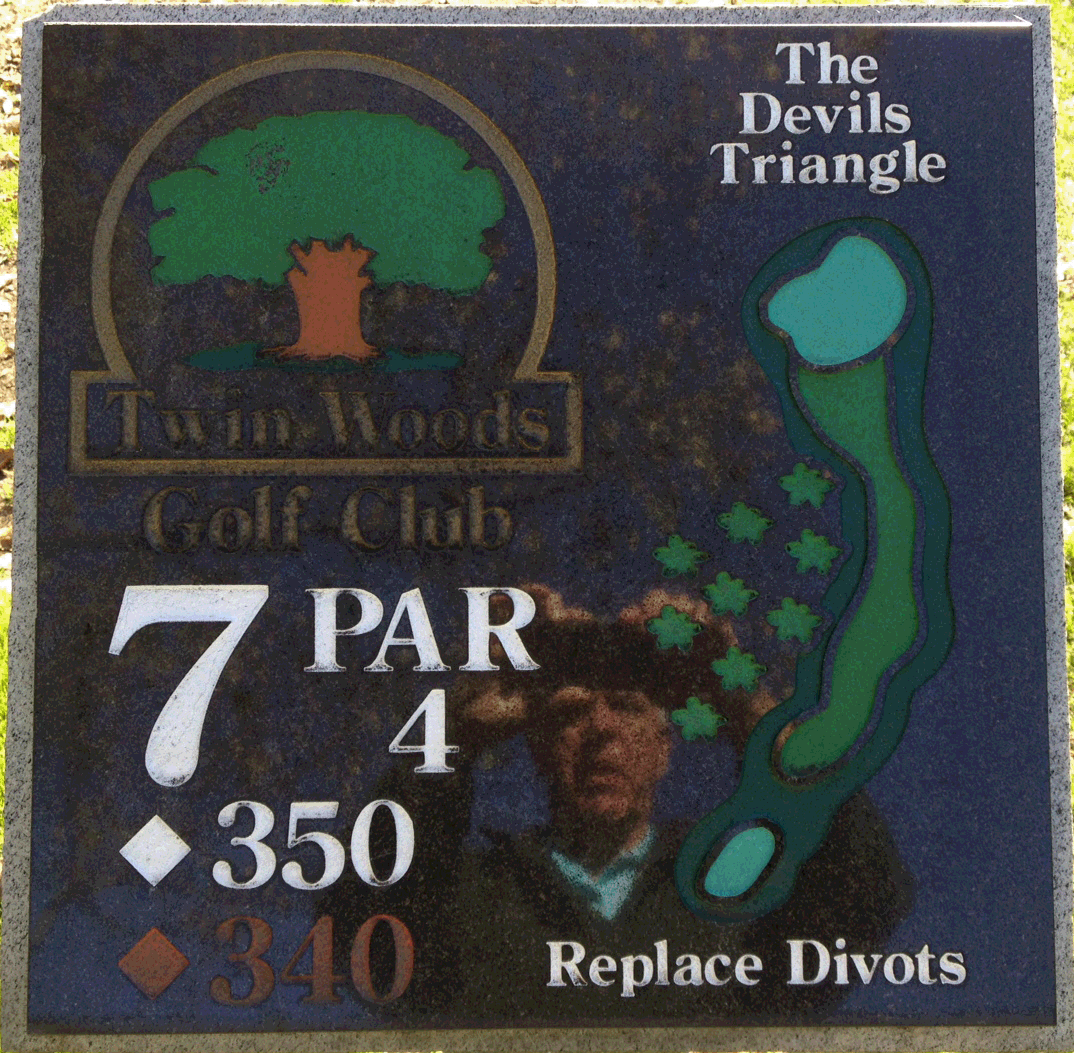 The
Devils
Triangle
Twin Woods
Golf Club
7 PAR
4
350
340
Replace Divots